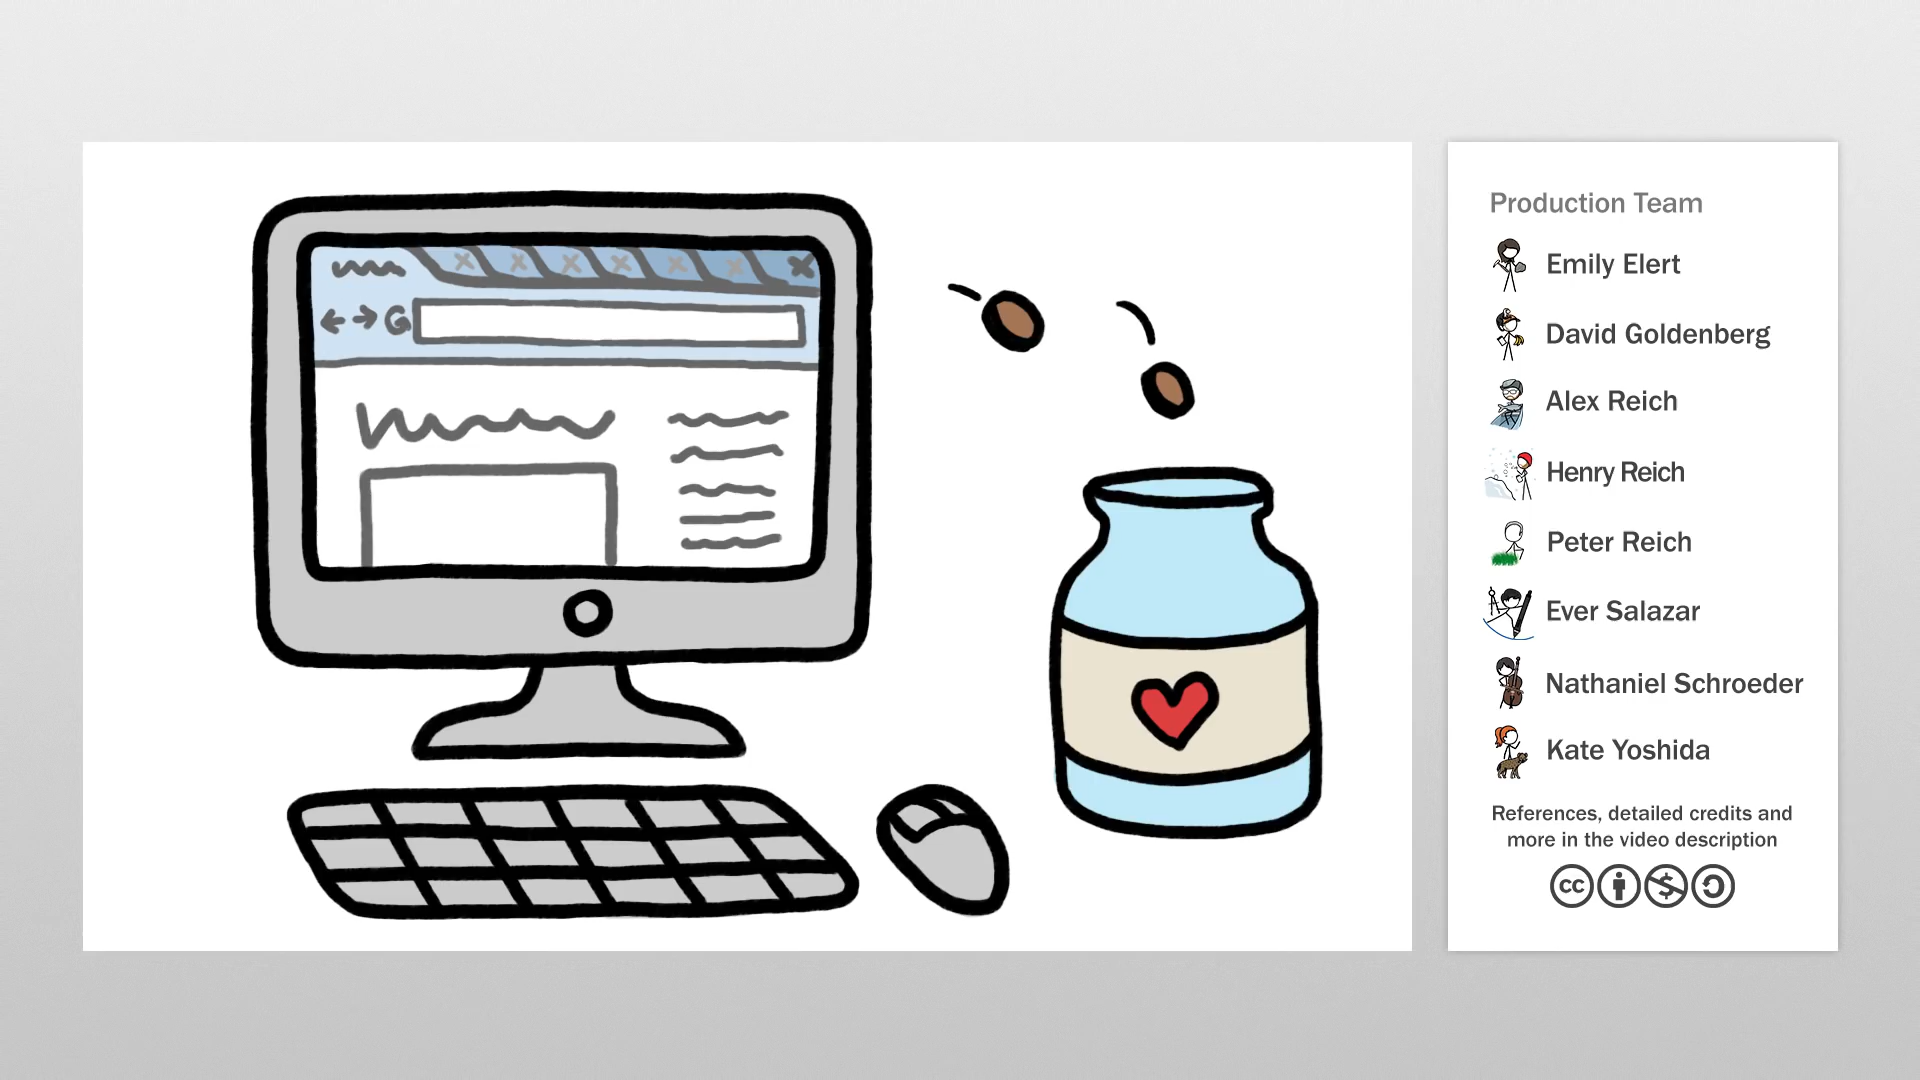 Production Team
Emily Elert
David Goldenberg
Alex Reich
Henry Reich
Peter Reich
Ever Salazar
Nathaniel Schroeder
Kate Yoshida
References, detailed credits and
more in the video description
cc